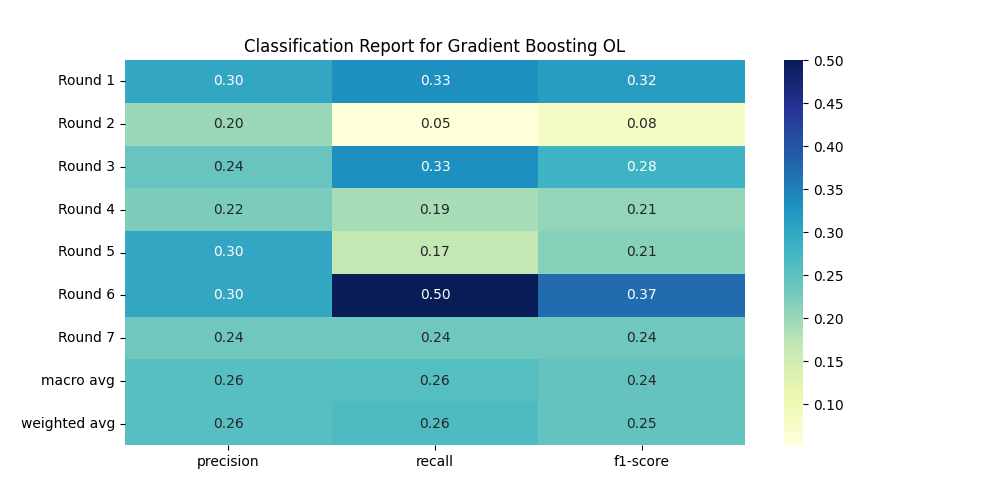 Classification Report for Gradient Boosting OL
Round 1 0.30 0.33 0.32
Round 2 0.20 0.05 0.08
Round 3 0.24 0.33 0.28
Round 4 0.22 0.19 0.21
Round 5 0.30 0.17 0.21
Round 6 0.30 0.50 0.37
Round 7 0.24 0.24 0.24
macro avg 0.26 0.26 0.24
weighted avg 0.26 0.26 0.25
precision recall f1-score
0.50
0.45
0.40
0.35
0.30
0.25
0.20
0.15
0.10